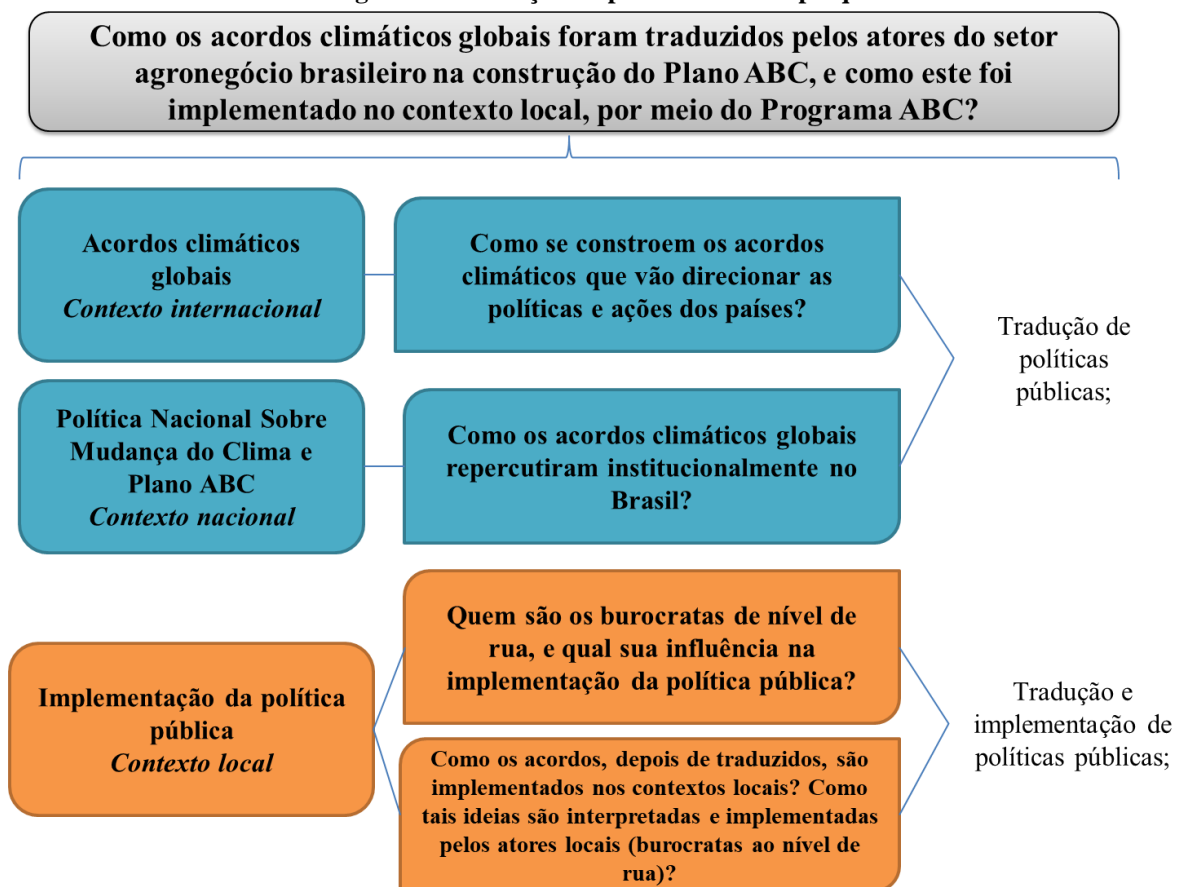 Como os acordos climáticos globais foram traduzidos pelos atores do setor
agronegócio brasileiro na construção do Plano ABC, e como este foi
implementado no contexto local, por meio do Programa ABC?
Acordos climáticos
globais
Contexto internacional
Como se constroem os acordos
climáticos que vão direcionar as
políticas e ações dos países?
Política Nacional Sobre
Mudança do Clima e
Plano ABC
Contexto nacional
Como os acordos climáticos globais
repercutiram institucionalmente no
Brasil?
Tradução de
políticas
públicas;
Implementação da política
pública
Contexto local
Quem são os burocratas de nível de
rua, e qual sua influência na
implementação da política pública?
Como os acordos, depois de traduzidos, são
implementados nos contextos locais? Como
tais ideias são interpretadas e implementadas
pelos atores locais (burocratas ao nível de
rua)?
Tradução e
implementação de
políticas públicas;